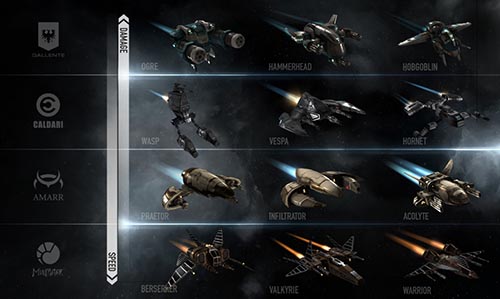 GALLENTE
DAMAGE
OGRE
HAMMERHEAD
HOBGOBLIN
CALDARI
WASP
VESPA
HORNET
AMARR
PRAETOR
INFILTRATOR
ACOLYTE
MINMATAR
SPEED
BERSERKER
VALKYRIE
WARRIOR